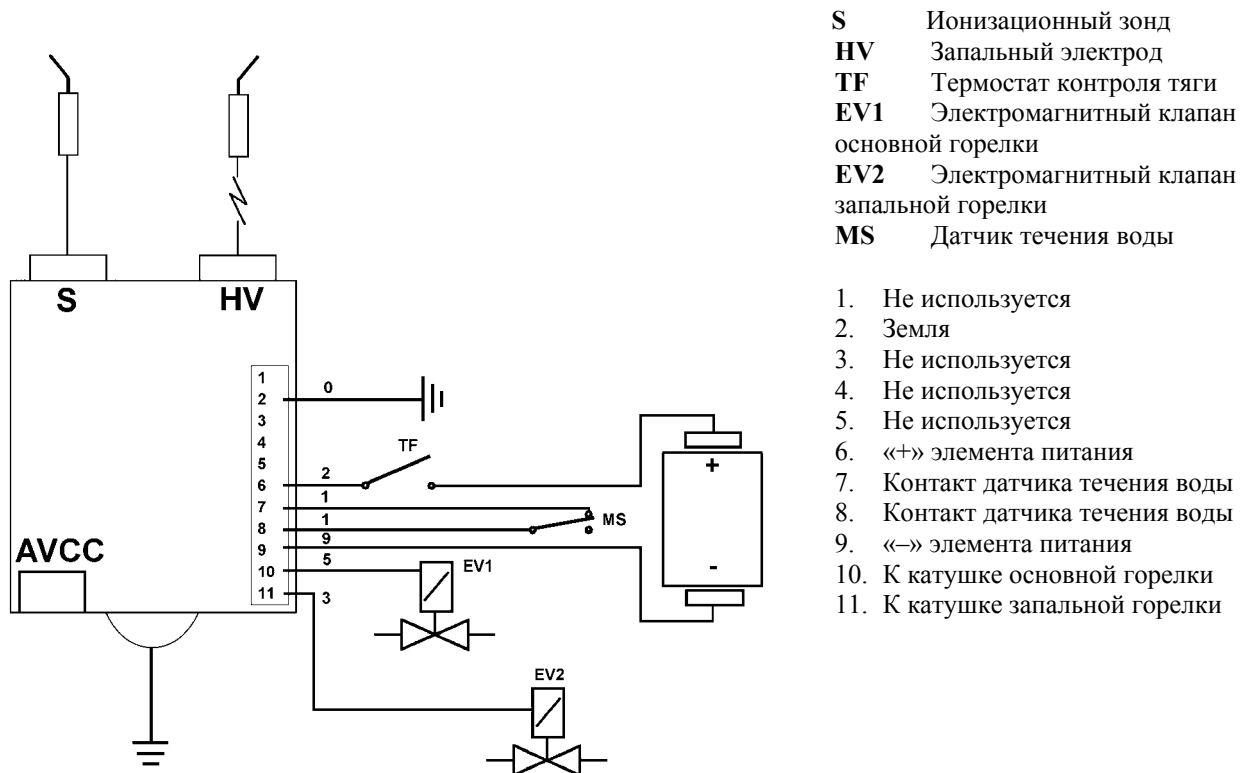 S Ионизационный зонд
HV Запальный электрод
TF Термостат контроля тяги
EV1 Электромагнитный клапан
основной горелки
EV2 Электромагнитный клапан
запальной горелки
MS Датчик течения воды
1. Не используется
2. Земля
3. Не используется
4. Не используется
5. Не используется
6. «+» элемента питания
7. Контакт датчика течения воды
8. Контакт датчика течения воды
9. «–» элемента питания
10. К катушке основной горелки
11. К катушке запальной горелки
S HV
1
2 0
3
4
5
6 2 TF
7 1
8 1 MS
9 9
10 5 EV1
11 3
+
-
AVCC
EV2